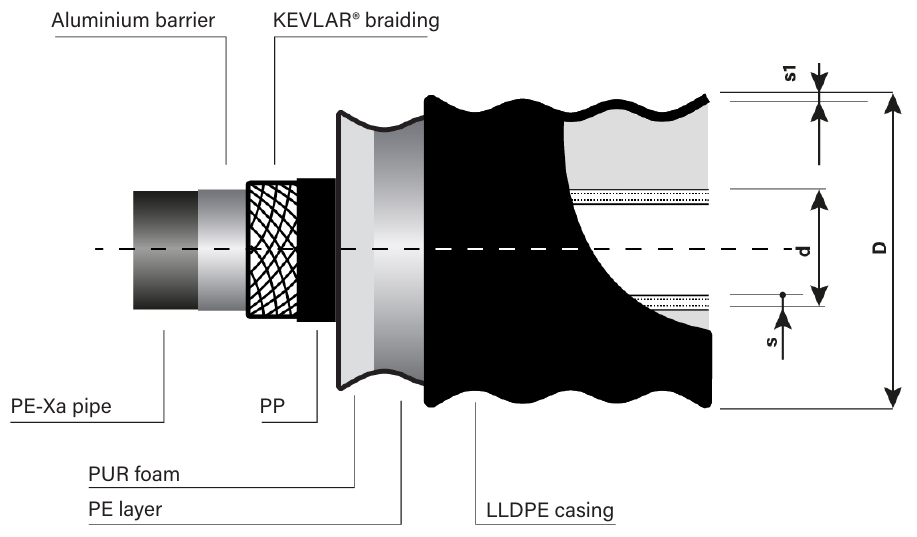 Aluminium barrier
KEVLAR® braiding
s1
d
D
s
PE-Xa pipe
PP
PUR foam
PE layer
LLDPE casing